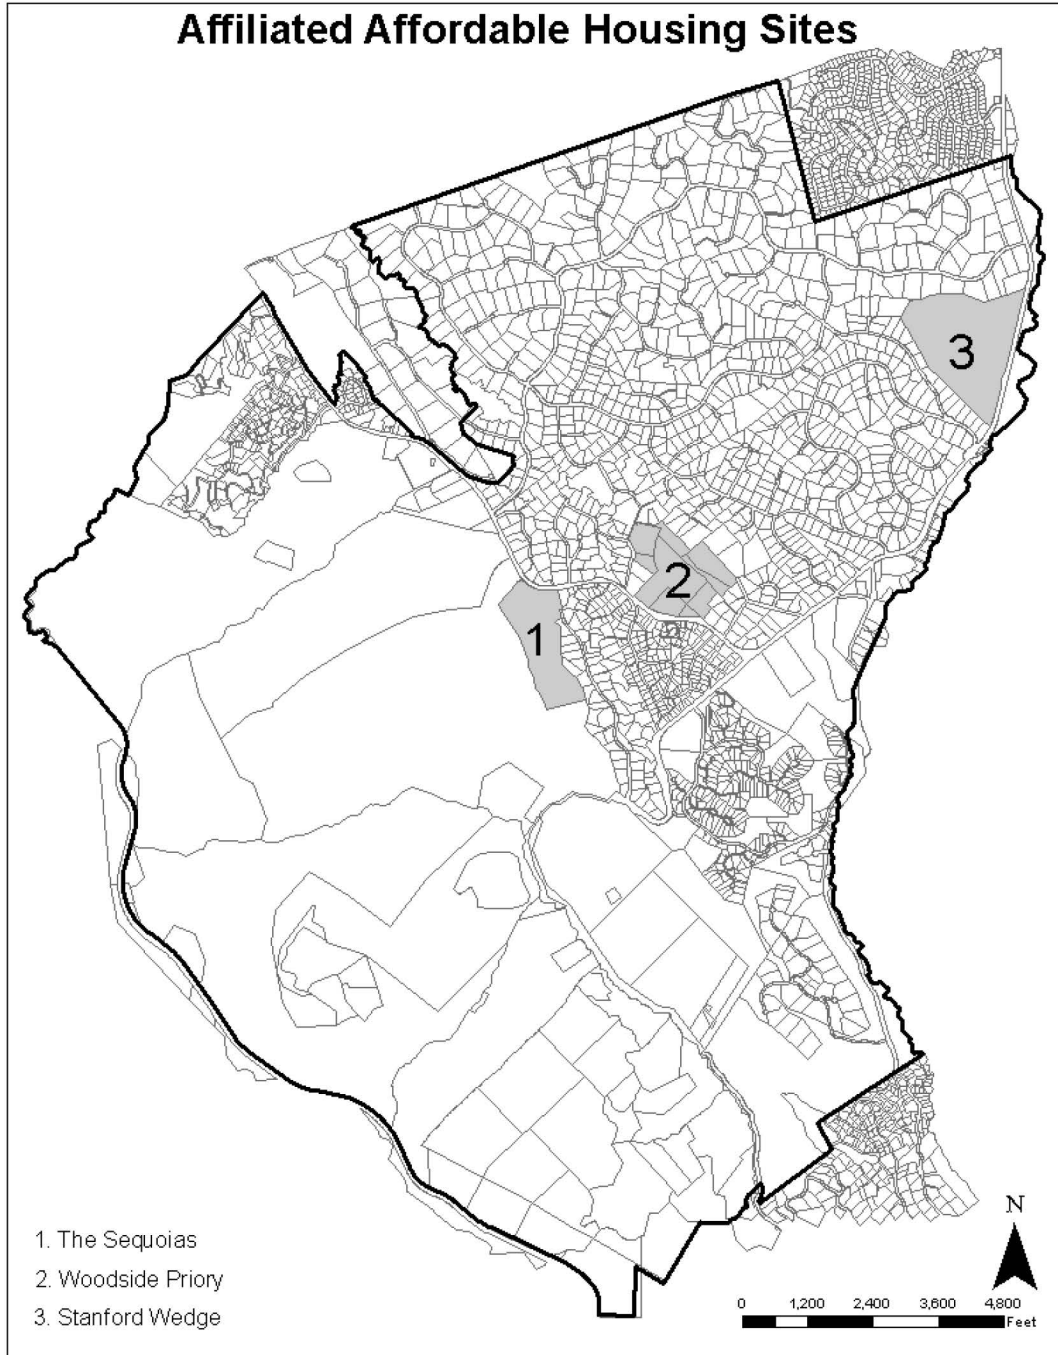 Affiliated Affordable Housing Sites
3
2
1
1. The Sequoias
2. Woodside Priory
3. Stanford Wedge
N
0 1,200 2,400 3,600 4,800
Feet